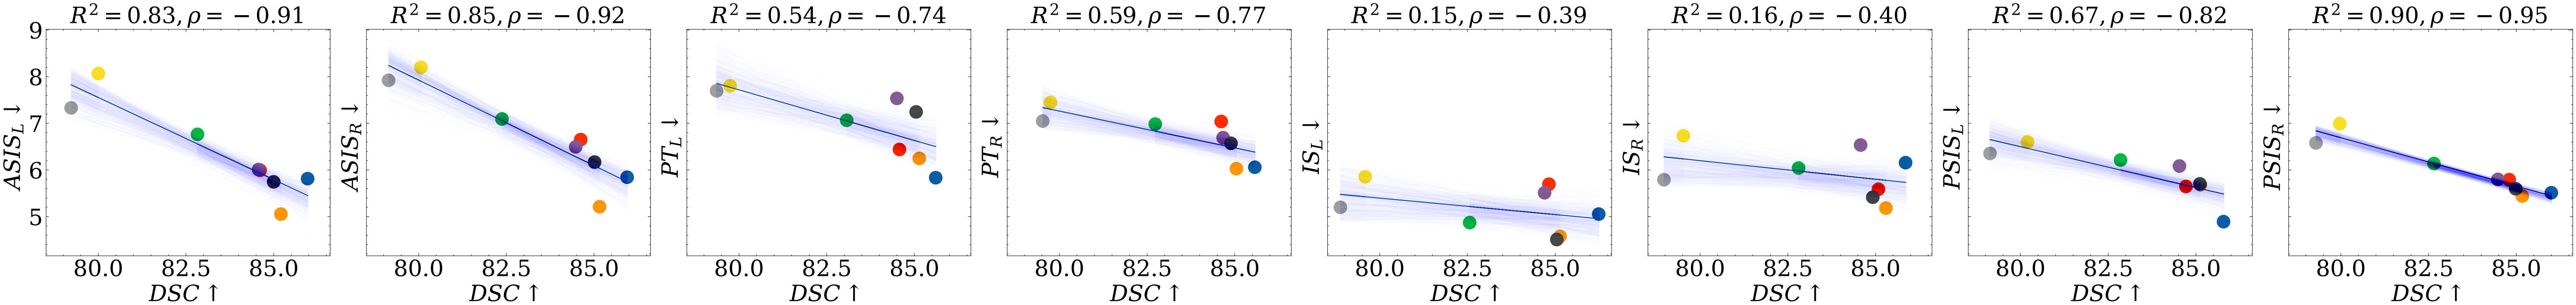 R² = 0.83, ρ = −0.91
R² = 0.85, ρ = −0.92
R² = 0.54, ρ = −0.74
R² = 0.59, ρ = −0.77
R² = 0.15, ρ = −0.39
R² = 0.16, ρ = −0.40
R² = 0.67, ρ = −0.82
R² = 0.90, ρ = −0.95
9
8
7
6
5
ASIS_L ↓
ASIS_R ↓
PT_L ↓
PT_R ↓
IS_L ↓
IS_R ↓
PSIS_L ↓
PSIS_R ↓
80.0 82.5 85.0
80.0 82.5 85.0
80.0 82.5 85.0
80.0 82.5 85.0
80.0 82.5 85.0
80.0 82.5 85.0
80.0 82.5 85.0
80.0 82.5 85.0
DSC ↑
DSC ↑
DSC ↑
DSC ↑
DSC ↑
DSC ↑
DSC ↑
DSC ↑